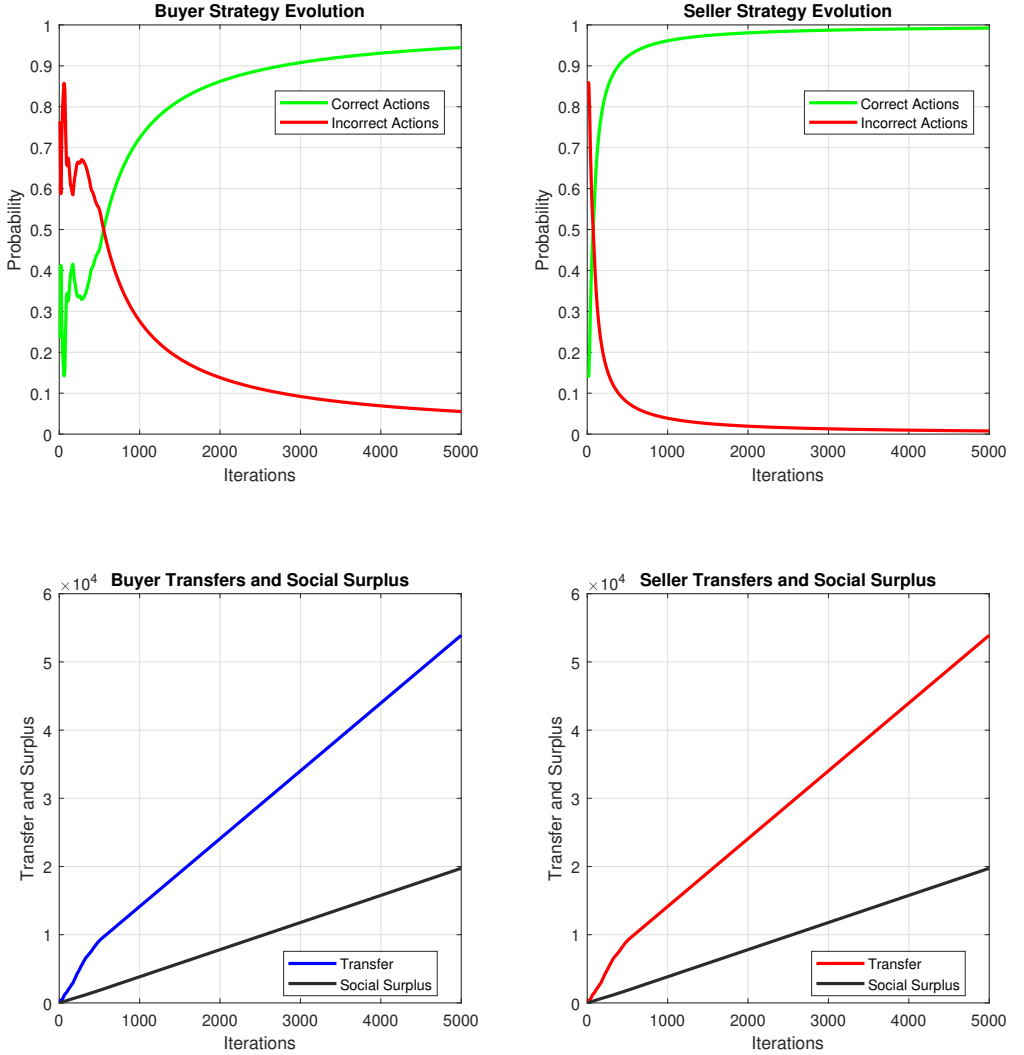 Buyer Strategy Evolution
1
0.9
0.8
0.7
0.6
0.5
0.4
0.3
0.2
0.1
0
Probability
Correct Actions
Incorrect Actions
0 1000 2000 3000 4000 5000
Iterations
Seller Strategy Evolution
1
0.9
0.8
0.7
0.6
0.5
0.4
0.3
0.2
0.1
0
Probability
Correct Actions
Incorrect Actions
0 1000 2000 3000 4000 5000
Iterations
Buyer Transfers and Social Surplus
×10⁴
6
5
4
3
2
1
0
Transfer and Surplus
Transfer
Social Surplus
0 1000 2000 3000 4000 5000
Iterations
Seller Transfers and Social Surplus
×10⁴
6
5
4
3
2
1
0
Transfer and Surplus
Transfer
Social Surplus
0 1000 2000 3000 4000 5000
Iterations